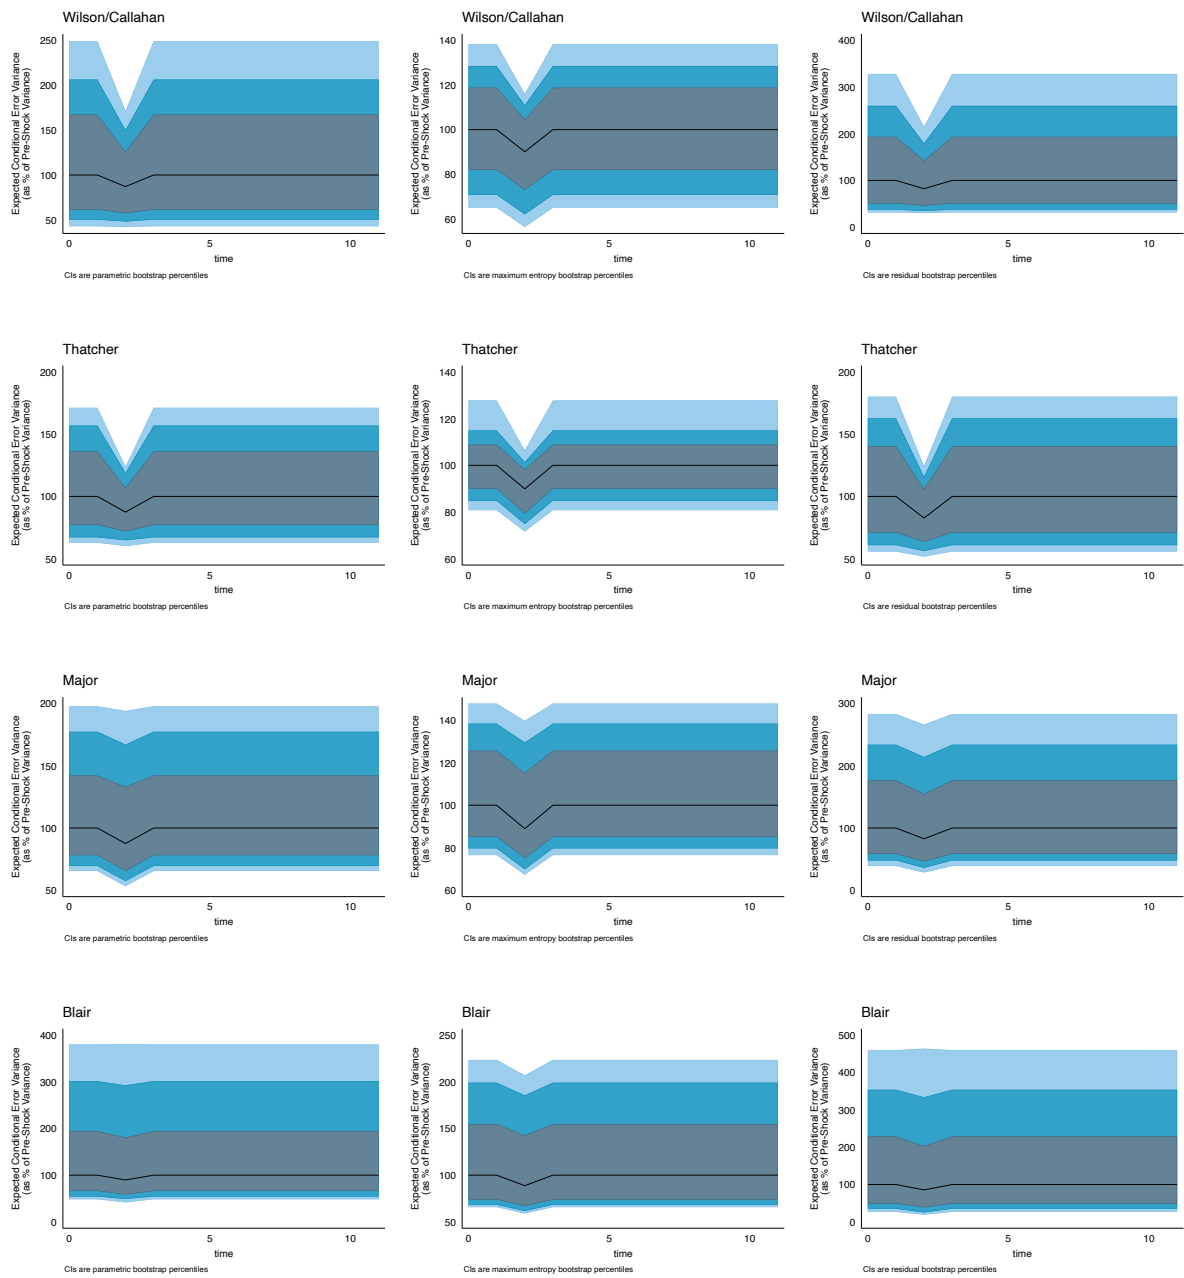 Wilson/Callahan
Expected Conditional Error Variance
(as % of Pre-Shock Variance)
250
200
150
100
50
0 5 10
time
CIs are parametric bootstrap percentiles
Wilson/Callahan
Expected Conditional Error Variance
(as % of Pre-Shock Variance)
140
120
100
80
60
0 5 10
time
CIs are maximum entropy bootstrap percentiles
Wilson/Callahan
Expected Conditional Error Variance
(as % of Pre-Shock Variance)
400
300
200
100
0
0 5 10
time
CIs are residual bootstrap percentiles
Thatcher
Expected Conditional Error Variance
(as % of Pre-Shock Variance)
200
150
100
50
0 5 10
time
CIs are parametric bootstrap percentiles
Thatcher
Expected Conditional Error Variance
(as % of Pre-Shock Variance)
140
120
100
80
60
0 5 10
time
CIs are maximum entropy bootstrap percentiles
Thatcher
Expected Conditional Error Variance
(as % of Pre-Shock Variance)
200
150
100
50
0 5 10
time
CIs are residual bootstrap percentiles
Major
Expected Conditional Error Variance
(as % of Pre-Shock Variance)
200
150
100
50
0 5 10
time
CIs are parametric bootstrap percentiles
Major
Expected Conditional Error Variance
(as % of Pre-Shock Variance)
140
120
100
80
60
0 5 10
time
CIs are maximum entropy bootstrap percentiles
Major
Expected Conditional Error Variance
(as % of Pre-Shock Variance)
300
200
100
0
0 5 10
time
CIs are residual bootstrap percentiles
Blair
Expected Conditional Error Variance
(as % of Pre-Shock Variance)
400
300
200
100
0
0 5 10
time
CIs are parametric bootstrap percentiles
Blair
Expected Conditional Error Variance
(as % of Pre-Shock Variance)
250
200
150
100
50
0 5 10
time
CIs are maximum entropy bootstrap percentiles
Blair
Expected Conditional Error Variance
(as % of Pre-Shock Variance)
500
400
300
200
100
0
0 5 10
time
CIs are residual bootstrap percentiles